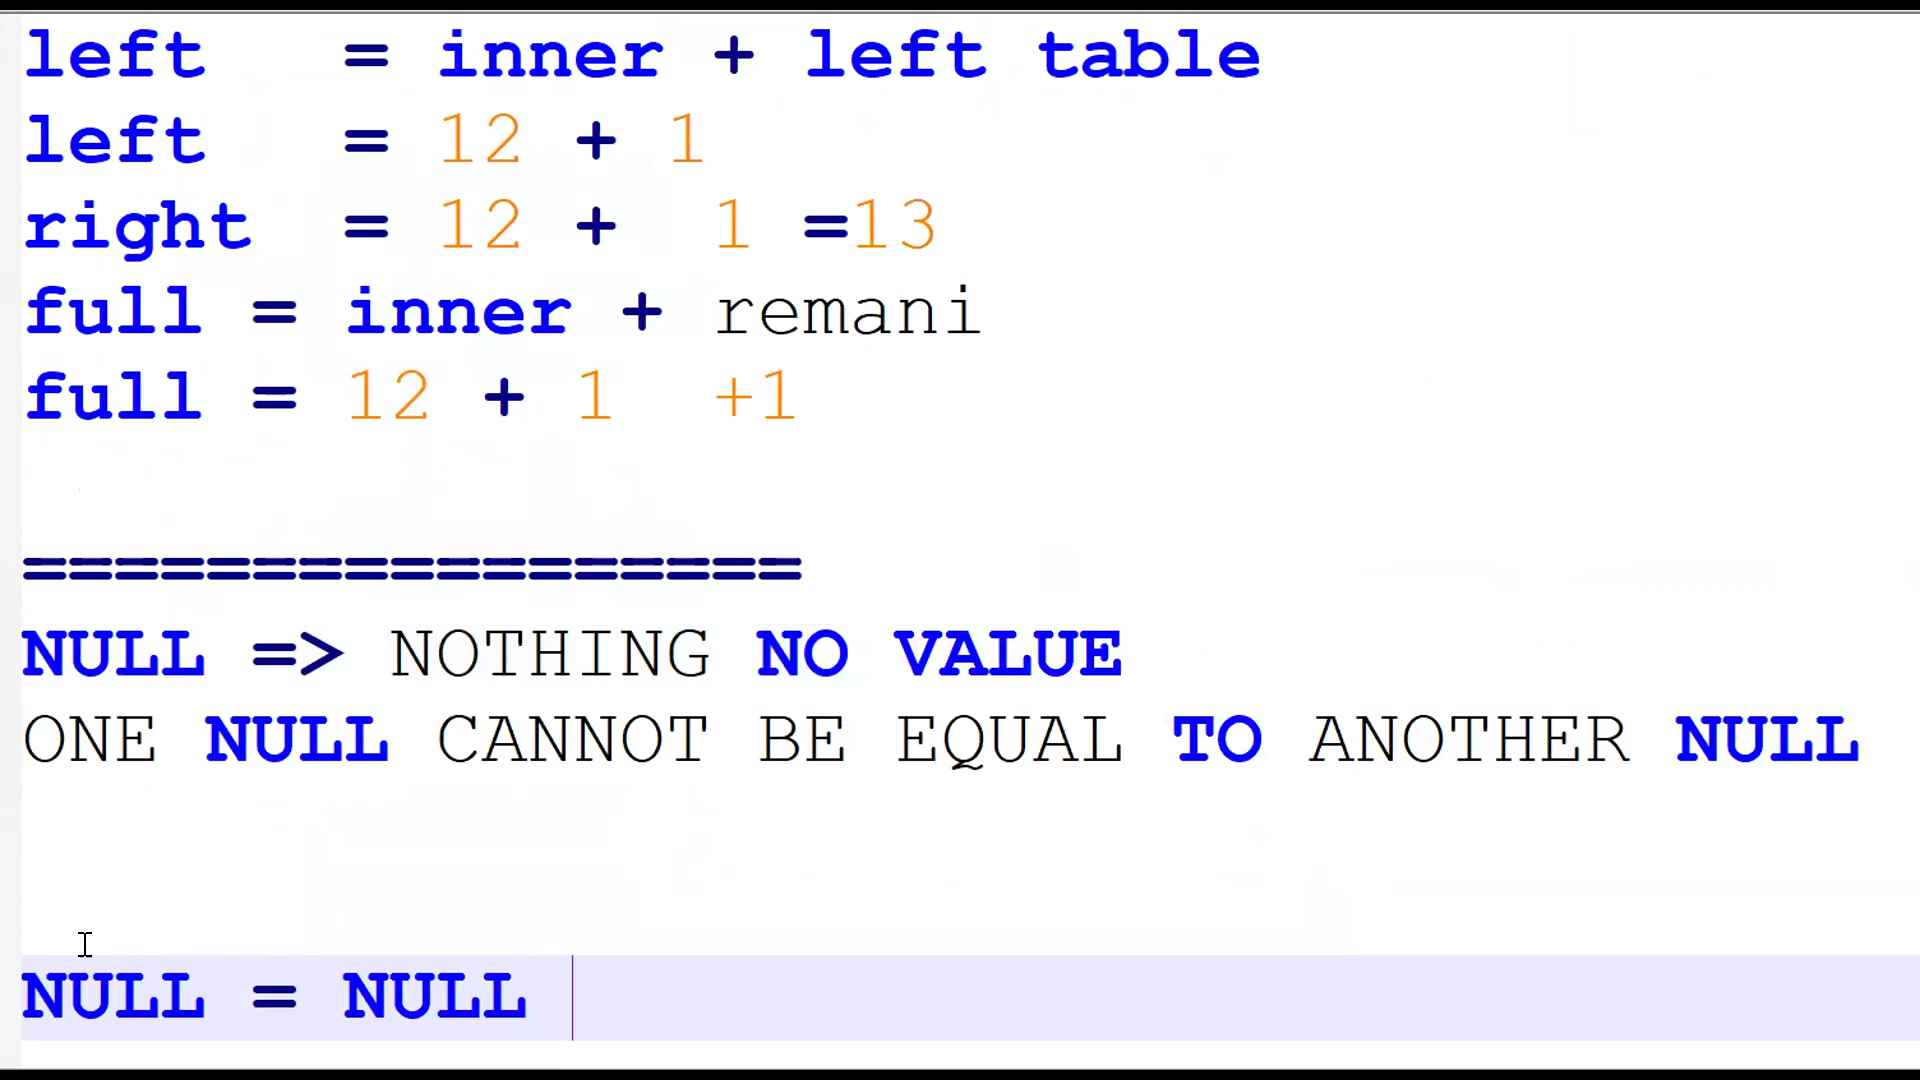 left = inner + left table
left = 12 + 1
right = 12 + 1 =13
full = inner + remani
full = 12 + 1 +1
=================
NULL => NOTHING NO VALUE
ONE NULL CANNOT BE EQUAL TO ANOTHER NULL
NULL = NULL